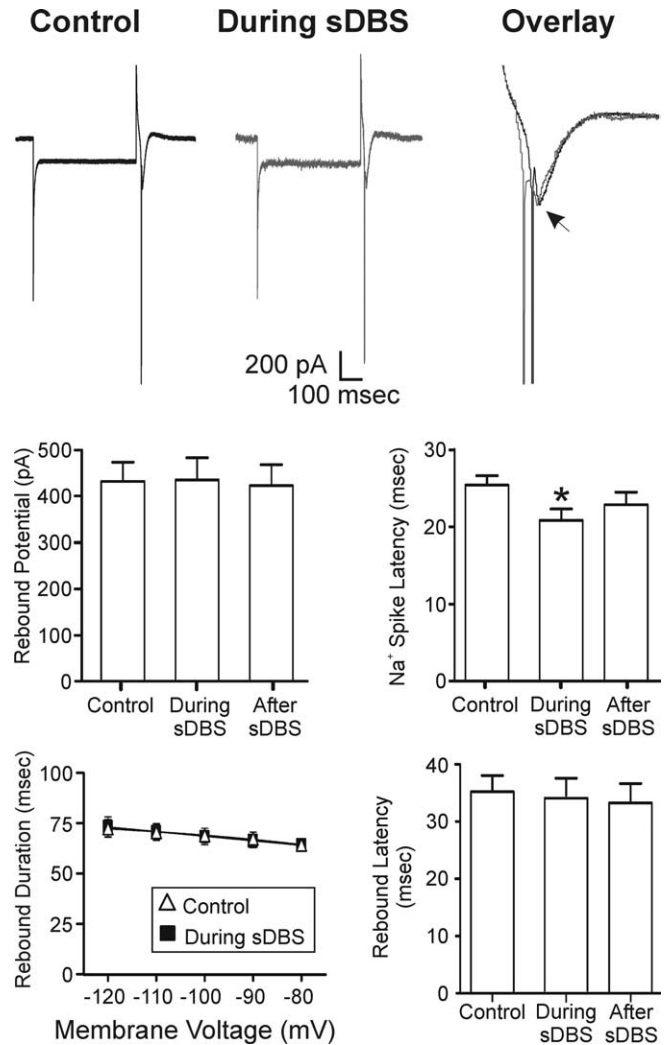 Control
During sDBS
Overlay
200 pA
100 msec
Rebound Potential (pA)
500
400
300
200
100
0
Control
During
sDBS
After
sDBS
Na+ Spike Latency (msec)
30
20
10
0
*
Control
During
sDBS
After
sDBS
Rebound Duration (msec)
100
75
50
25
0
Control
During sDBS
-120 -110 -100 -90 -80
Membrane Voltage (mV)
Rebound Latency
(msec)
40
30
20
10
0
Control
During
sDBS
After
sDBS